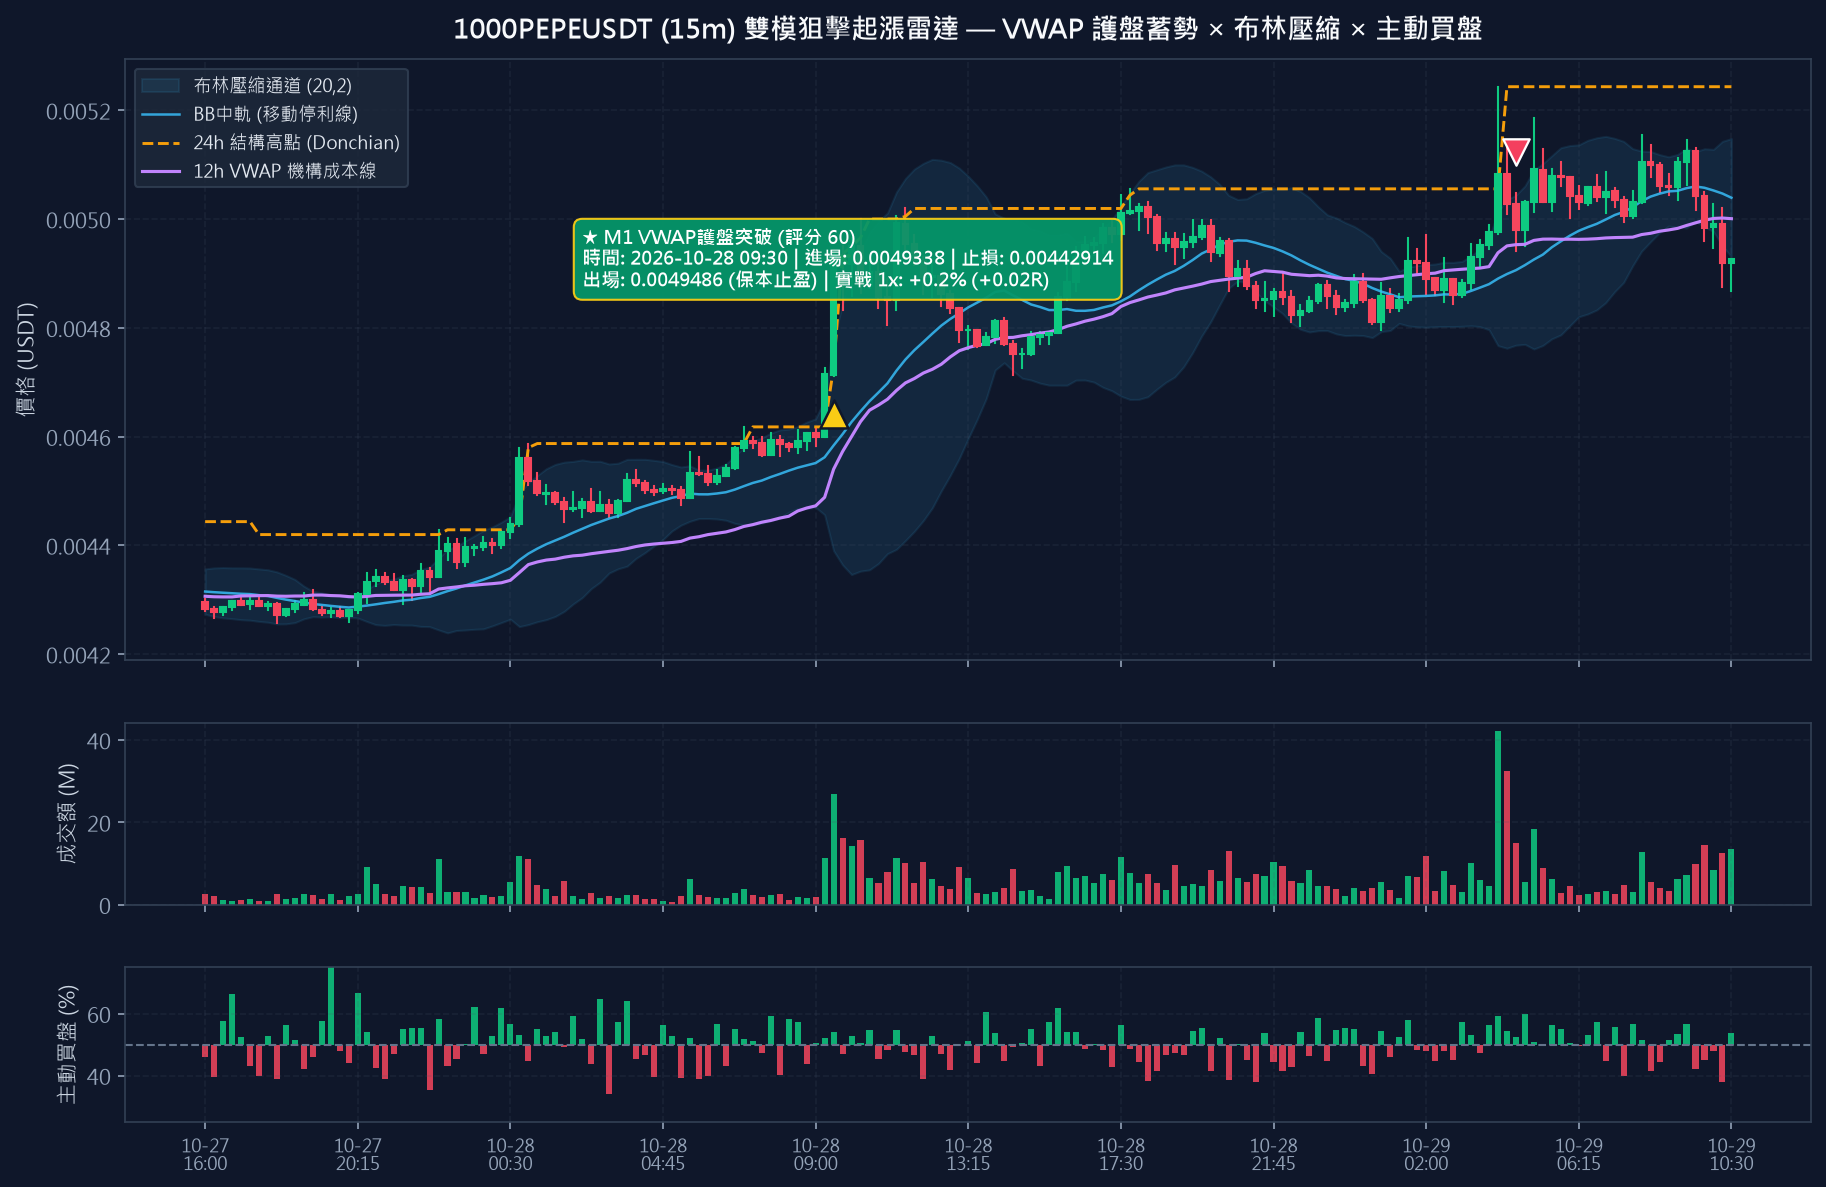 1000PEPEUSDT (15m) 雙模狙擊起漲雷達 — VWAP 護盤蓄勢 × 布林壓縮 × 主動買盤
布林壓縮通道 (20,2)
BB中軌 (移動停利線)
24h 結構高點 (Donchian)
12h VWAP 機構成本線
★ M1 VWAP護盤突破 (評分 60)
時間: 2026-10-28 09:30 | 進場: 0.0049338 | 止損: 0.00442914
出場: 0.0049486 (保本止盈) | 實戰 1x: +0.2% (+0.02R)
價格 (USDT)
0.0052
0.0050
0.0048
0.0046
0.0044
0.0042
成交額 (M)
40
20
0
主動買盤 (%)
60
40
10-27 10-27 10-28 10-28 10-28 10-28 10-28 10-28 10-29 10-29 10-29
16:00 20:15 00:30 04:45 09:00 13:15 17:30 21:45 02:00 06:15 10:30